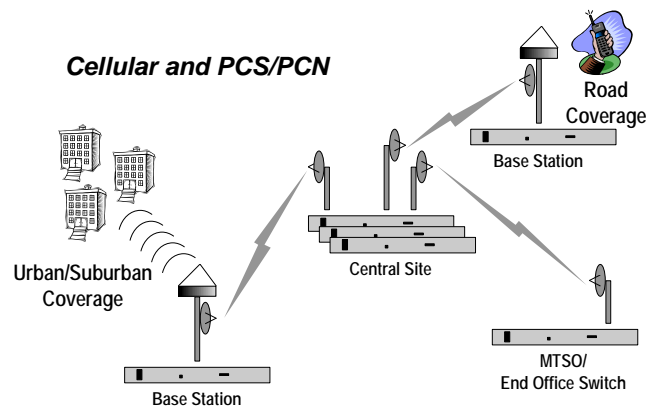 Cellular and PCS/PCN
Road
Coverage
Base Station
Urban/Suburban
Coverage
Central Site
MTSO/
End Office Switch
Base Station